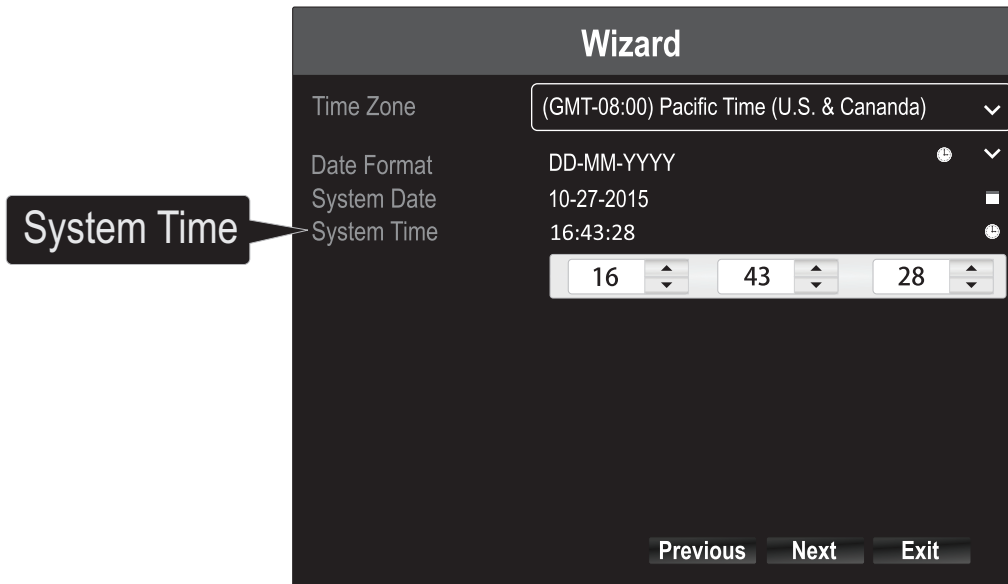 Wizard
Time Zone (GMT-08:00) Pacific Time (U.S. & Cananda)
Date Format DD-MM-YYYY
System Date 10-27-2015
System Time System Time 16:43:28
16 43 28
Previous Next Exit